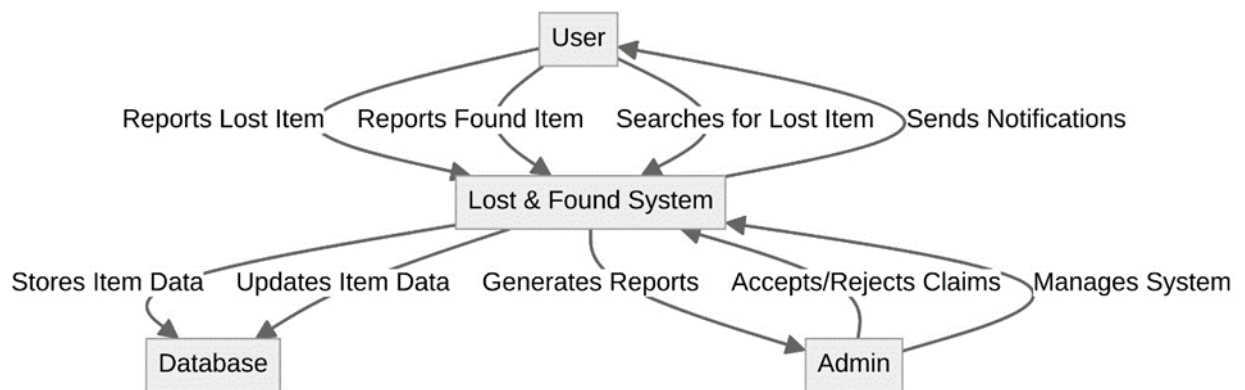 User
Reports Lost Item
Reports Found Item
Searches for Lost Item
Sends Notifications
Lost & Found System
Stores Item Data
Updates Item Data
Generates Reports
Accepts/Rejects Claims
Manages System
Database
Admin